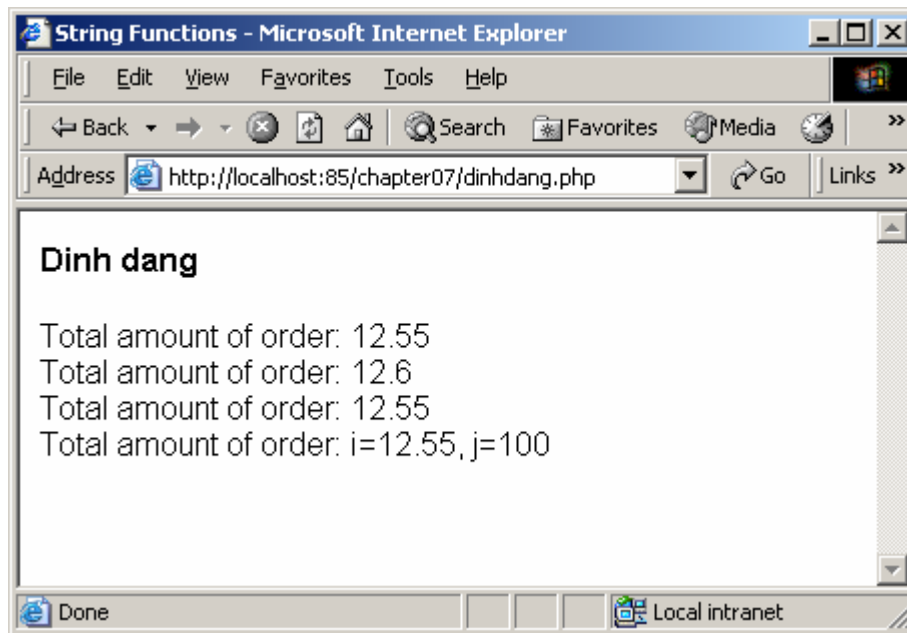 String Functions - Microsoft Internet Explorer
File Edit View Favorites Tools Help
Back Search Favorites Media »
Address http://localhost:85/chapter07/dinhdang.php Go Links »
Dinh dang
Total amount of order: 12.55
Total amount of order: 12.6
Total amount of order: 12.55
Total amount of order: i=12.55, j=100
Done Local intranet